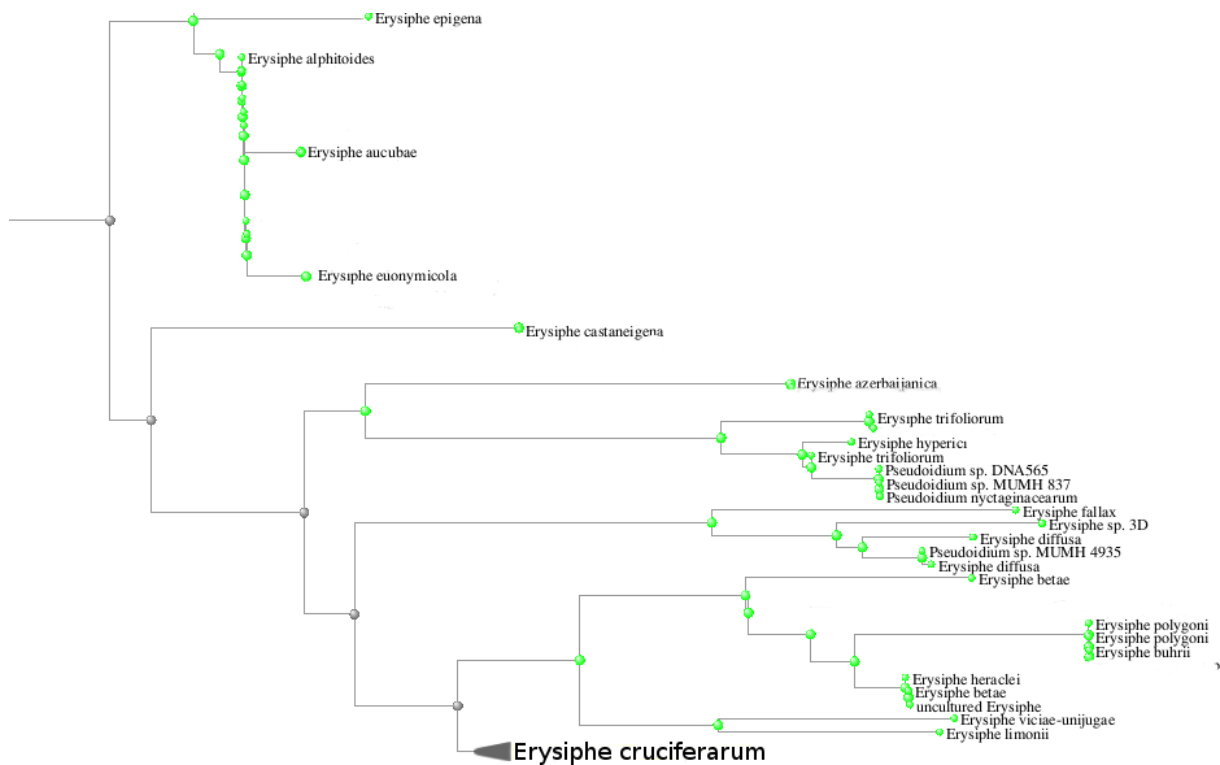 Erysiphe epigena
Erysiphe alphitoides
Erysiphe aucubae
Erysiphe euonymicola
Erysiphe castaneigena
Erysiphe azerbaijanica
Erysiphe trifoliorum
Erysiphe hyperici
Erysiphe trifoliorum
Pseudoidium sp. DNA565
Pseudoidium sp. MUMH 837
Pseudoidium nyctaginacearum
Erysiphe fallax
Erysiphe sp. 3D
Erysiphe diffusa
Pseudoidium sp. MUMH 4935
Erysiphe diffusa
Erysiphe betae
Erysiphe polygoni
Erysiphe polygoni
Erysiphe buhrii
Erysiphe heraclei
Erysiphe betae
uncultured Erysiphe
Erysiphe viciae-unijugae
Erysiphe limonii
Erysiphe cruciferarum